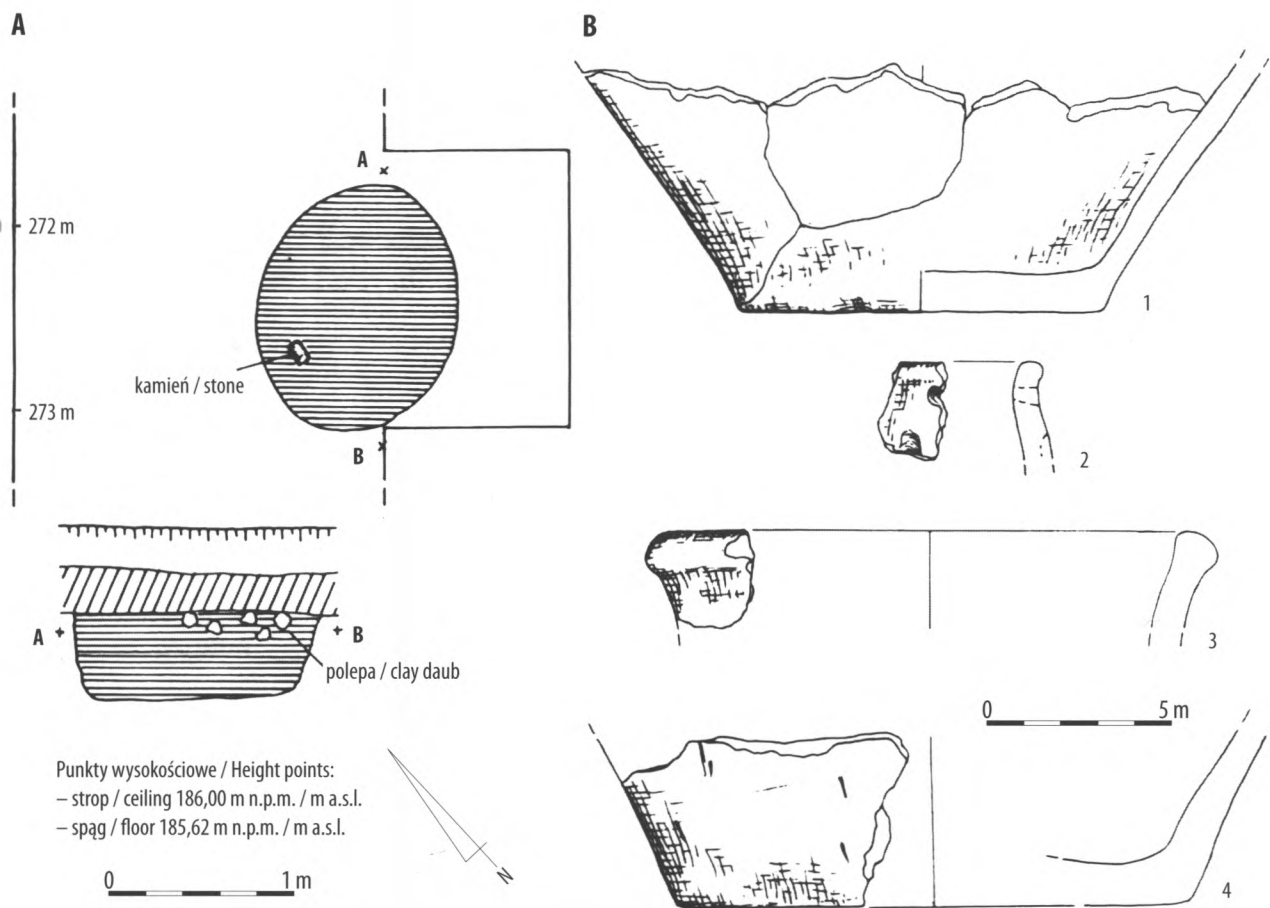 A
B
A
272 m
kamień / stone
273 m
B
A
B
polepa / clay daub
Punkty wysokościowe / Height points:
– strop / ceiling 186,00 m n.p.m. / m a.s.l.
– spąg / floor 185,62 m n.p.m. / m a.s.l.
0 1 m
N
1
2
3
0 5 m
4